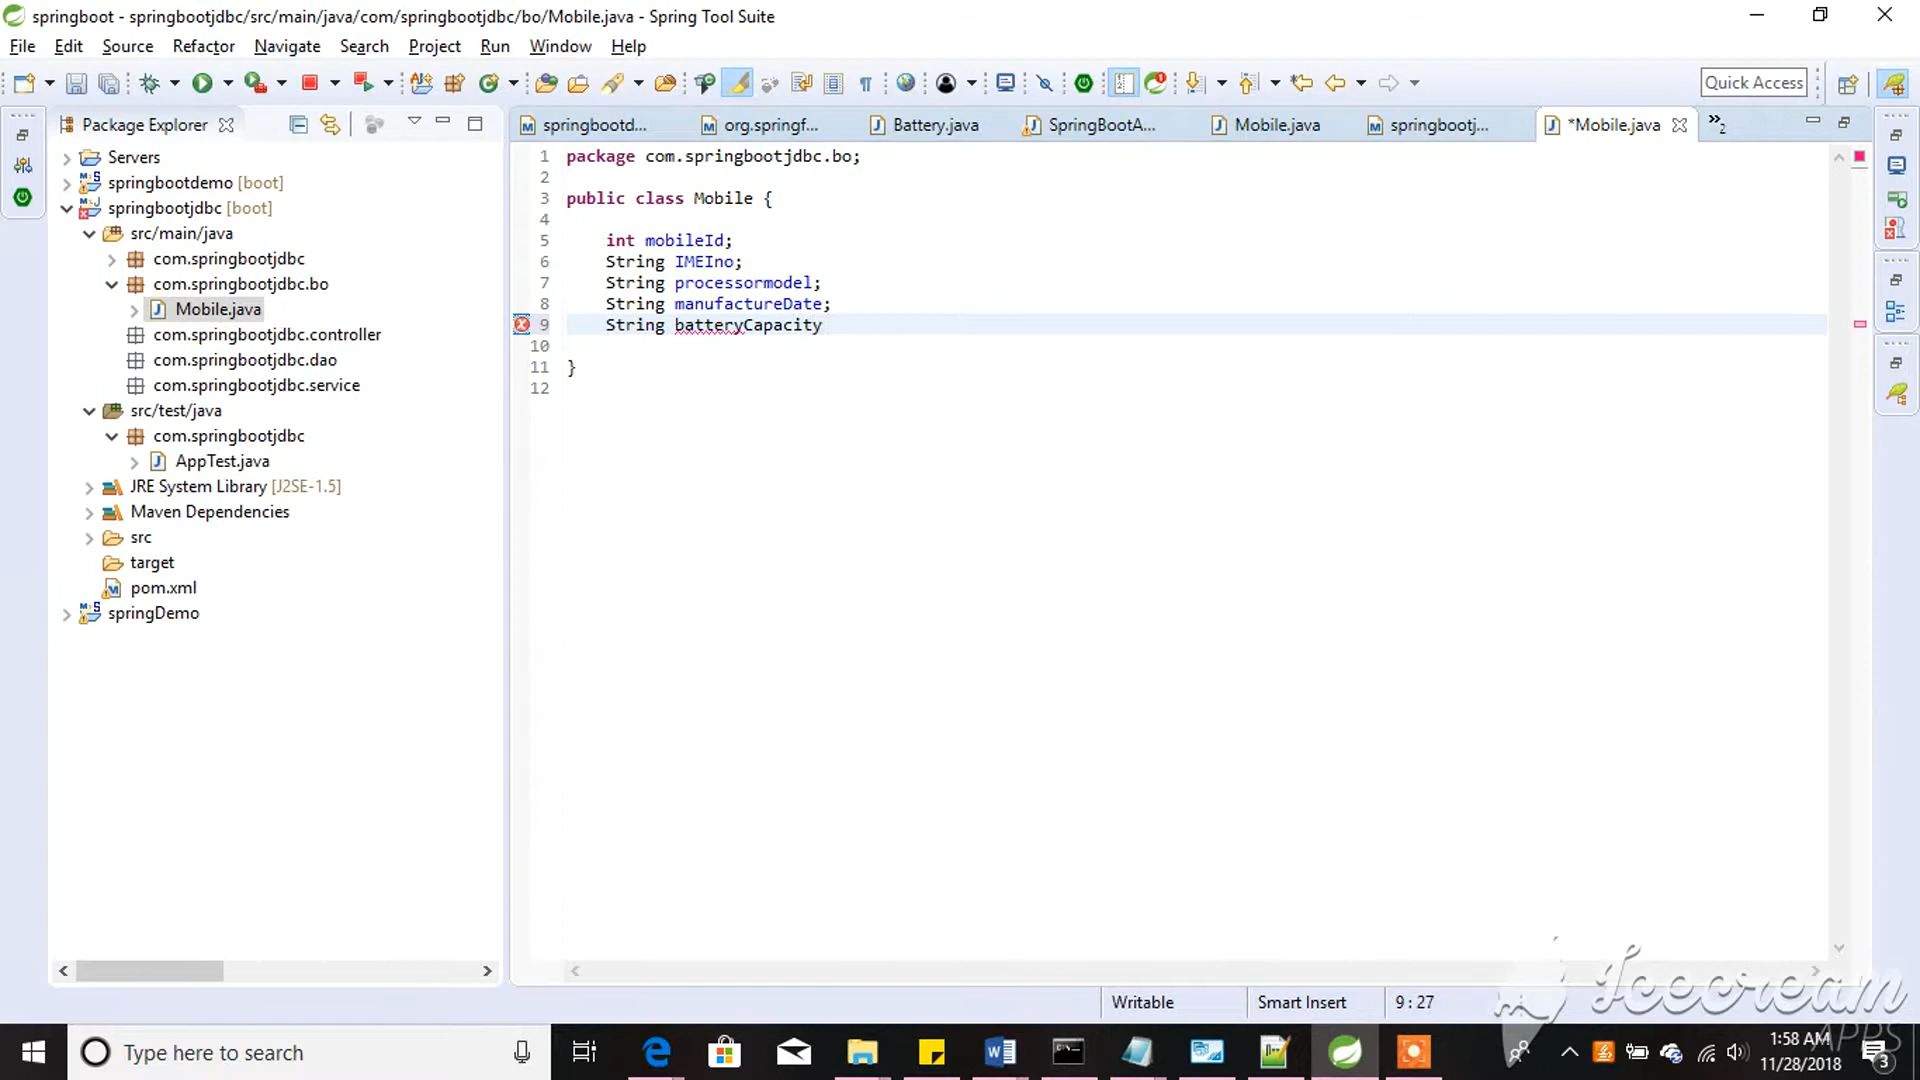 springboot - springbootjdbc/src/main/java/com/springbootjdbc/bo/Mobile.java - Spring Tool Suite
File Edit Source Refactor Navigate Search Project Run Window Help
Quick Access
Package Explorer
springbootd... org.springf... Battery.java SpringBootA... Mobile.java springbootj... *Mobile.java »2
Servers
springbootdemo [boot]
springbootjdbc [boot]
src/main/java
com.springbootjdbc
com.springbootjdbc.bo
Mobile.java
com.springbootjdbc.controller
com.springbootjdbc.dao
com.springbootjdbc.service
src/test/java
com.springbootjdbc
AppTest.java
JRE System Library [J2SE-1.5]
Maven Dependencies
src
target
pom.xml
springDemo
1 package com.springbootjdbc.bo;
2
3 public class Mobile {
4
5 int mobileId;
6 String IMEIno;
7 String processormodel;
8 String manufactureDate;
9 String batteryCapacity
10
11 }
12
Writable Smart Insert 9 : 27
Icecream
APPS
Type here to search
1:58 AM
11/28/2018
3